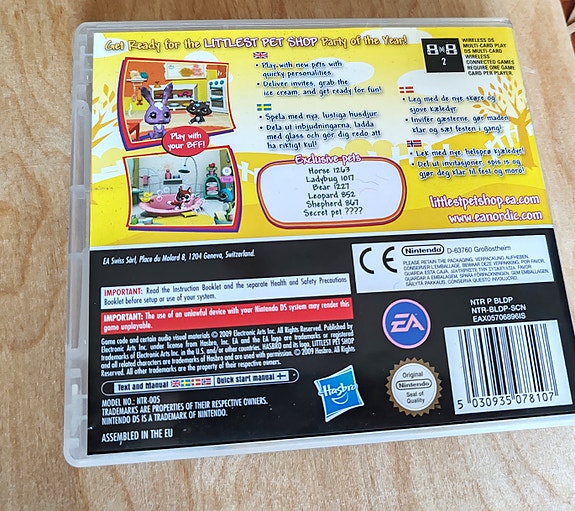 Get Ready for the LITTLEST PET SHOP Party of the Year!
2
WIRELESS DS
MULTI-CARD PLAY
DS MULTI-CARD
WIRELESS
CONNECTED GAMES
REQUIRE ONE GAME
CARD PER PLAYER
• Play with new pets with
quirky personalities.
• Deliver invites, grab the
ice cream, and get ready for fun!
• Spela med nya, lustiga husdjur.
• Dela ut inbjudningarna, ladda
med glass och gör dig redo att
ha riktigt kul!
• Leg med de nye skøre og
sjove kæledyr.
• Invitér gæsterne, gør maden
klar og sæt festen i gang!
• Lek med nye, helsprø kjæledyr!
• Del ut invitasjoner, spis is og
gjør deg klar til fest og moro!
Play with
your BFF!
Exclusive pets
Horse 1263
Ladybug 1017
Bear 1227
Leopard 852
Shepherd 867
Secret pet ????
littlestpetshop.ea.com
www.eanordic.com
EA Swiss Sàrl, Place du Molard 8, 1204 Geneva, Switzerland.
CE
Nintendo
D-63760 Großostheim
PLEASE RETAIN THE PACKAGING. VERPACKUNG AUFHEBEN.
IMPORTANT: Read the Instruction Booklet and the separate Health and Safety Precautions
Booklet before setup or use of your system.
IMPORTANT: The use of an unlawful device with your Nintendo DS system may render this
game unplayable.
Game code and certain audio visual materials © 2009 Electronic Arts Inc. All Rights Reserved. Published by
Electronic Arts Inc. under license from Hasbro, Inc. EA and the EA logo are trademarks or registered
trademarks of Electronic Arts Inc. in the U.S. and/or other countries. HASBRO and its logo, LITTLEST PET SHOP
and all related characters are trademarks of Hasbro and are used with permission. © 2009 Hasbro. All Rights
Reserved. All other trademarks are the property of their respective owners.
Text and Manual
Quick start manual
MODEL NO.: NTR-005
TRADEMARKS ARE PROPERTIES OF THEIR RESPECTIVE OWNERS.
NINTENDO DS IS A TRADEMARK OF NINTENDO.
ASSEMBLED IN THE EU
Hasbro
EA
Original
Nintendo
Seal of
Quality
NTR P BLDP
NTR-BLDP-SCN
EAX05706896IS
5 030935 078107